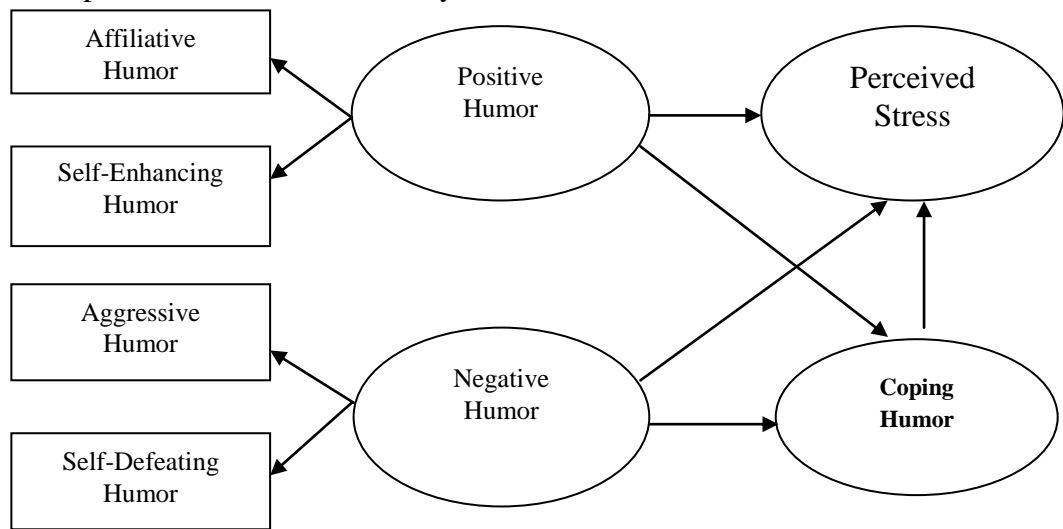 Affiliative
Humor
Positive
Humor
Perceived
Stress
Self-Enhancing
Humor
Aggressive
Humor
Negative
Humor
Coping
Humor
Self-Defeating
Humor